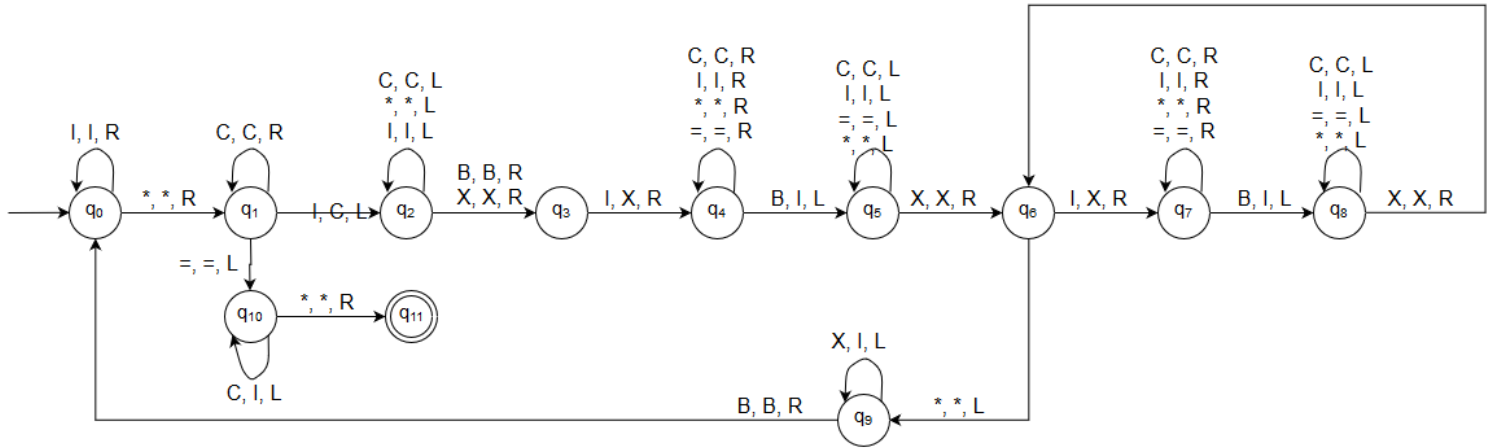 I, I, R
q₀
*, *, R
C, C, R
q₁
I, C, L
C, C, L
*, *, L
I, I, L
q₂
B, B, R
X, X, R
q₃
I, X, R
C, C, R
I, I, R
*, *, R
=, =, R
q₄
B, I, L
C, C, L
I, I, L
=, =, L
*, *, L
q₅
X, X, R
q₆
I, X, R
C, C, R
I, I, R
*, *, R
=, =, R
q₇
B, I, L
C, C, L
I, I, L
=, =, L
*, *, L
q₈
X, X, R
=, =, L
q₁₀
*, *, R
q₁₁
C, I, L
X, I, L
B, B, R
q₉
*, *, L